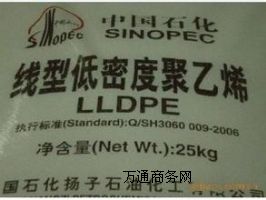 中国石化
SINOPEC
SINOPEC
线型低密度聚乙烯
LLDPE
执行标准(Standard):Q/SH3060 009-2006
净含量(Net Wt.):25kg
万通商务网
国石化扬子石油化工有